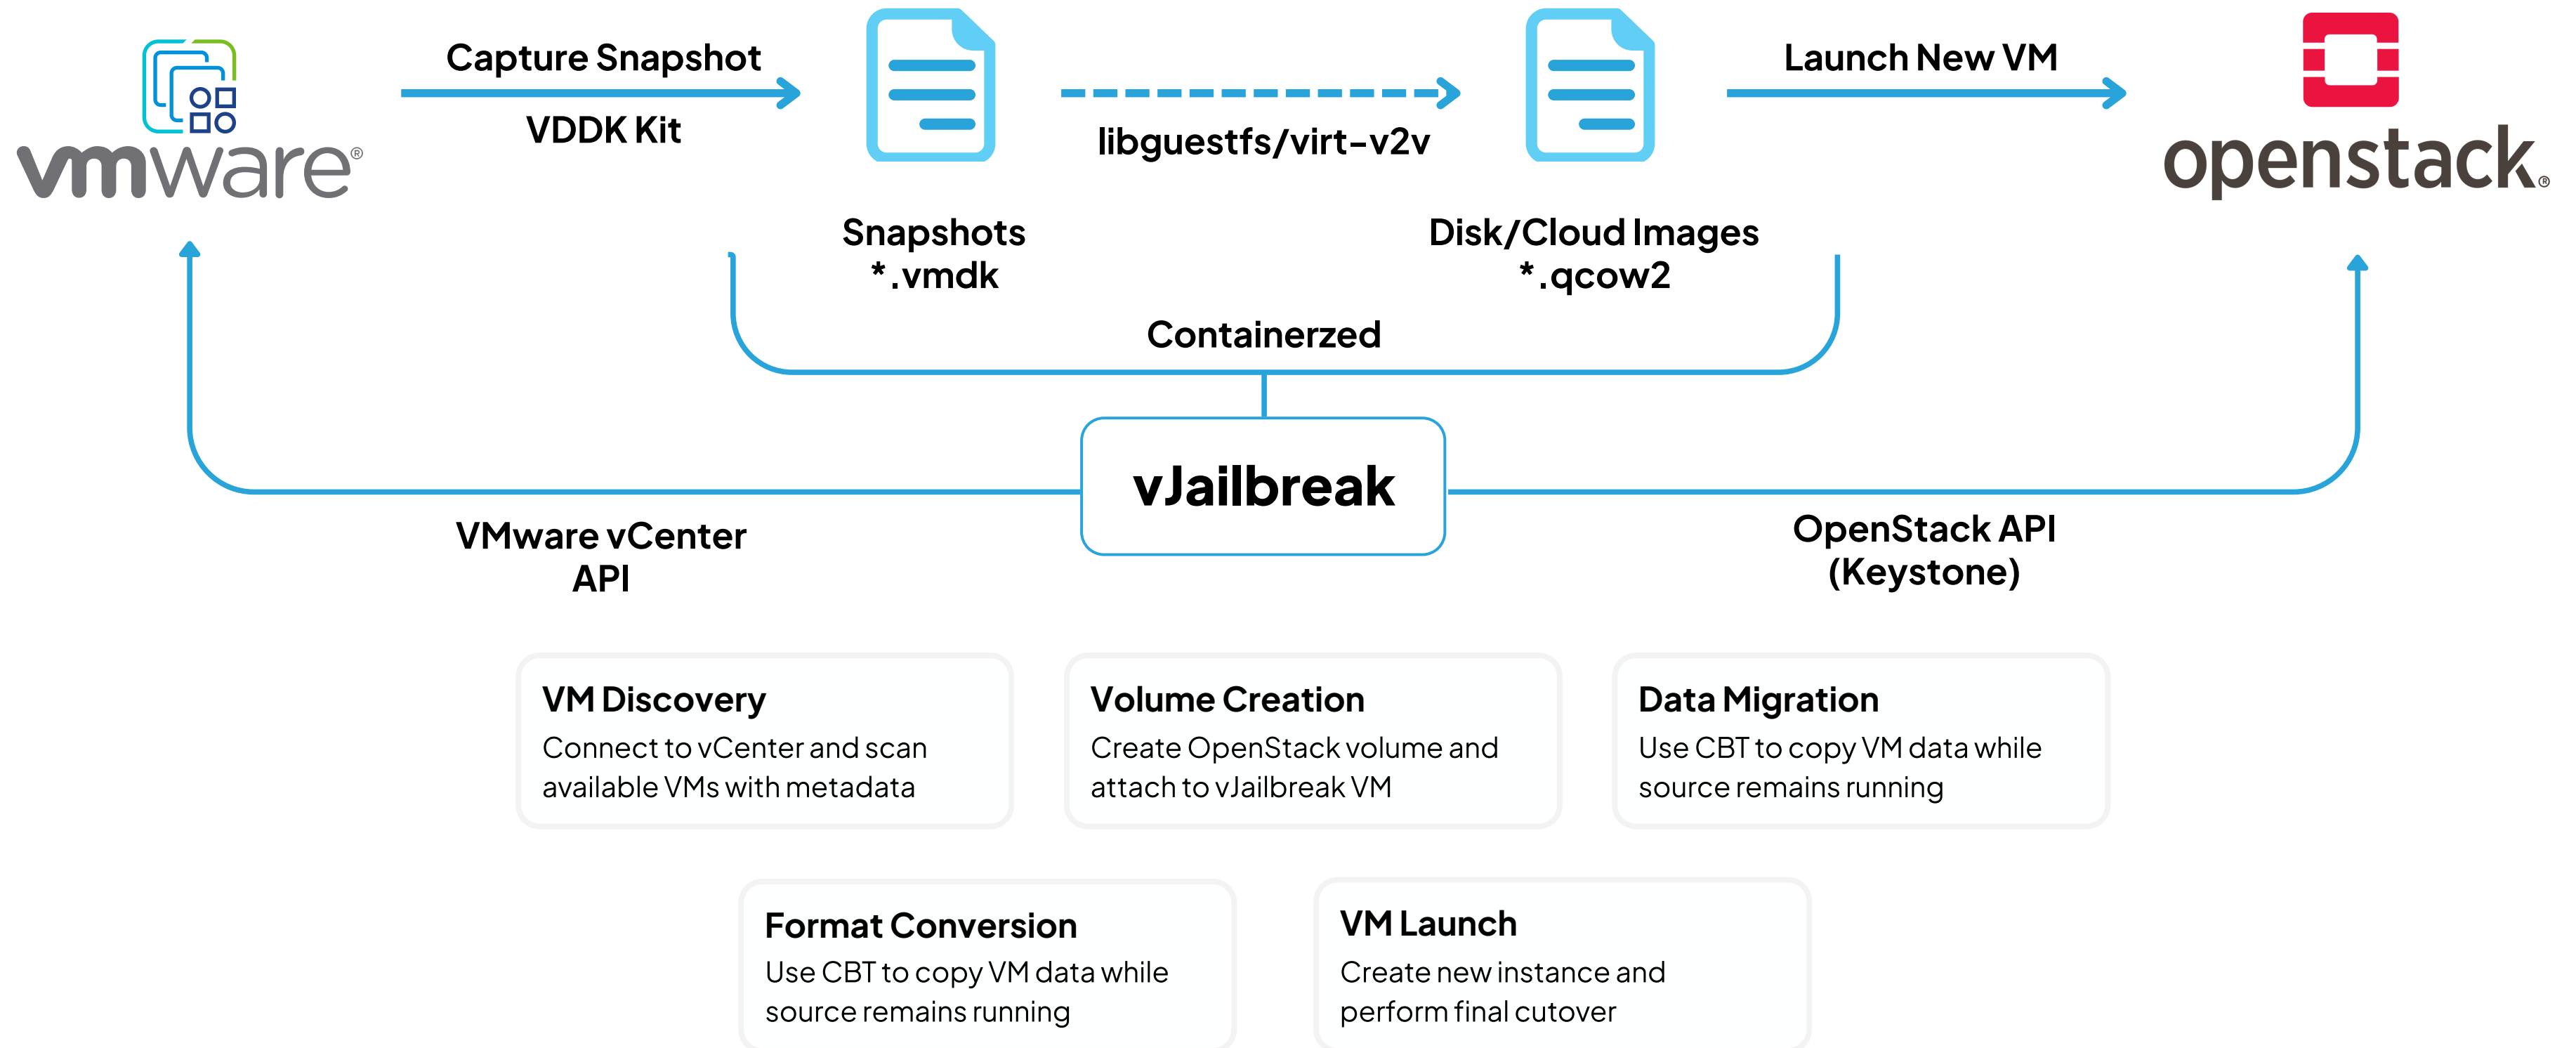 Capture Snapshot
VDDK Kit
libguestfs/virt-v2v
Launch New VM
vmware®
openstack®
Snapshots
*.vmdk
Disk/Cloud Images
*.qcow2
Containerzed
vJailbreak
VMware vCenter
API
OpenStack API
(Keystone)
VM Discovery
Connect to vCenter and scan
available VMs with metadata
Volume Creation
Create OpenStack volume and
attach to vJailbreak VM
Data Migration
Use CBT to copy VM data while
source remains running
Format Conversion
Use CBT to copy VM data while
source remains running
VM Launch
Create new instance and
perform final cutover